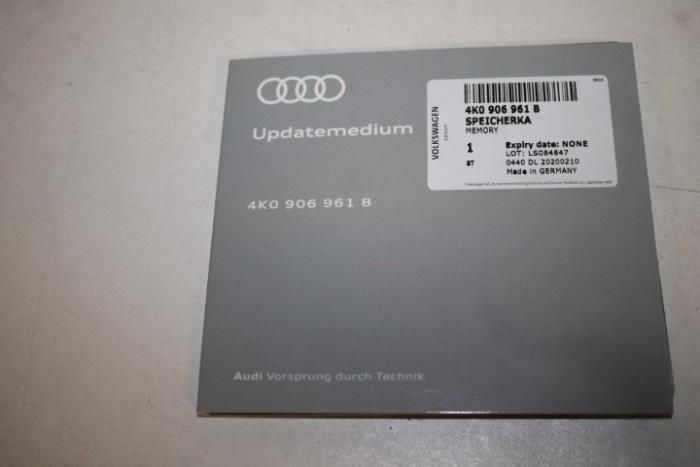 Updatemedium
4K0 906 961 B
Audi Vorsprung durch Technik
VOLKSWAGEN
GROUP
4K0 906 961 B
SPEICHERKA
MEMORY
1 Expiry date: NONE
LOT: LS084847
ST 0440 DL 20200210
Made in GERMANY